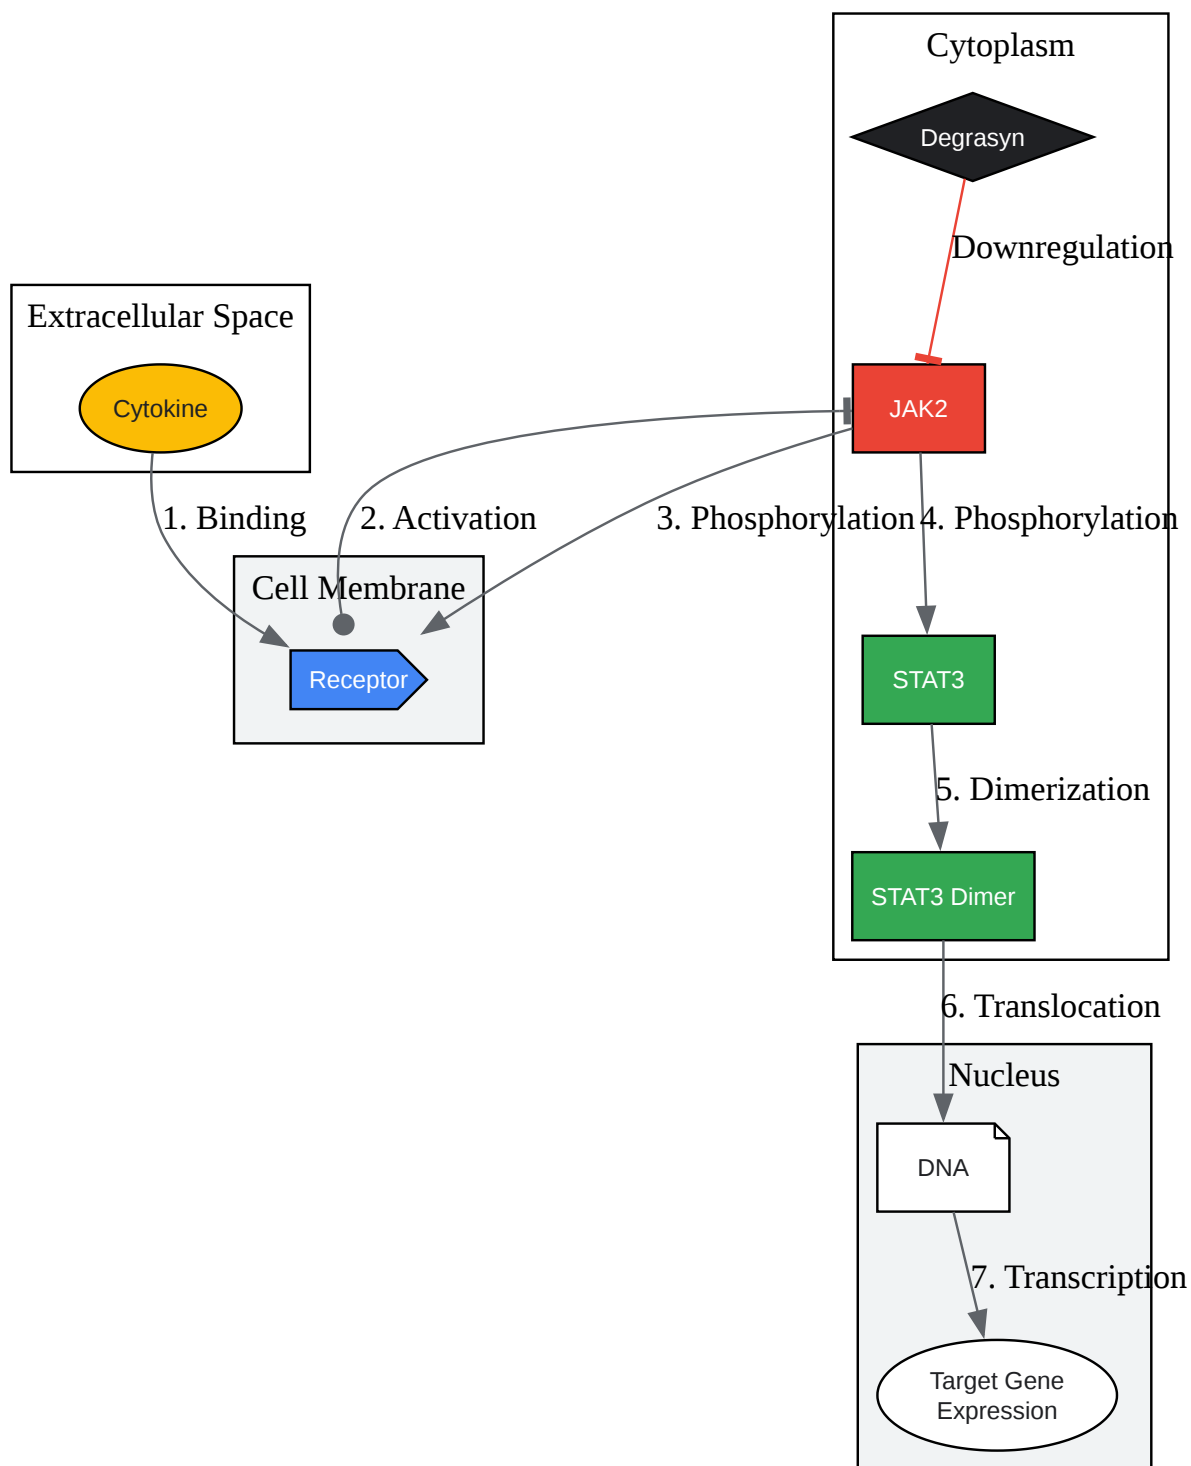 Cytoplasm
Degrasyn
Downregulation
Extracellular Space
Cytokine
JAK2
1. Binding
2. Activation
3. Phosphorylation
4. Phosphorylation
Cell Membrane
Receptor
STAT3
5. Dimerization
STAT3 Dimer
6. Translocation
Nucleus
DNA
7. Transcription
Target Gene
Expression